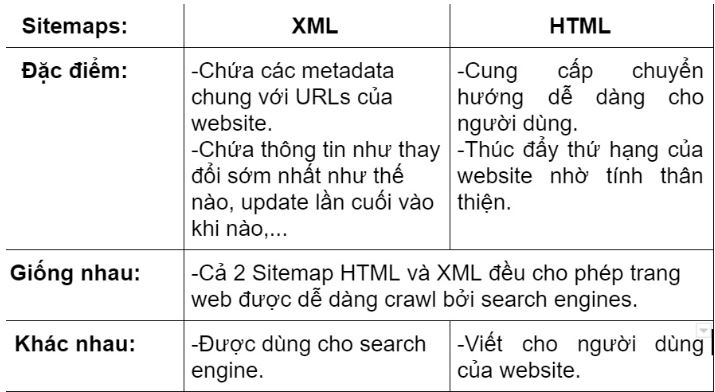 Sitemaps: XML HTML
Đặc điểm:
-Chứa các metadata
chung với URLs của
website.
-Chứa thông tin như thay
đổi sớm nhất như thế
nào, update lần cuối vào
khi nào,...
-Cung cấp chuyển
hướng dễ dàng cho
người dùng.
-Thúc đẩy thứ hạng của
website nhờ tính thân
thiện.
Giống nhau:
-Cả 2 Sitemap HTML và XML đều cho phép trang
web được dễ dàng crawl bởi search engines.
Khác nhau:
-Được dùng cho search
engine.
-Viết cho người dùng
của website.